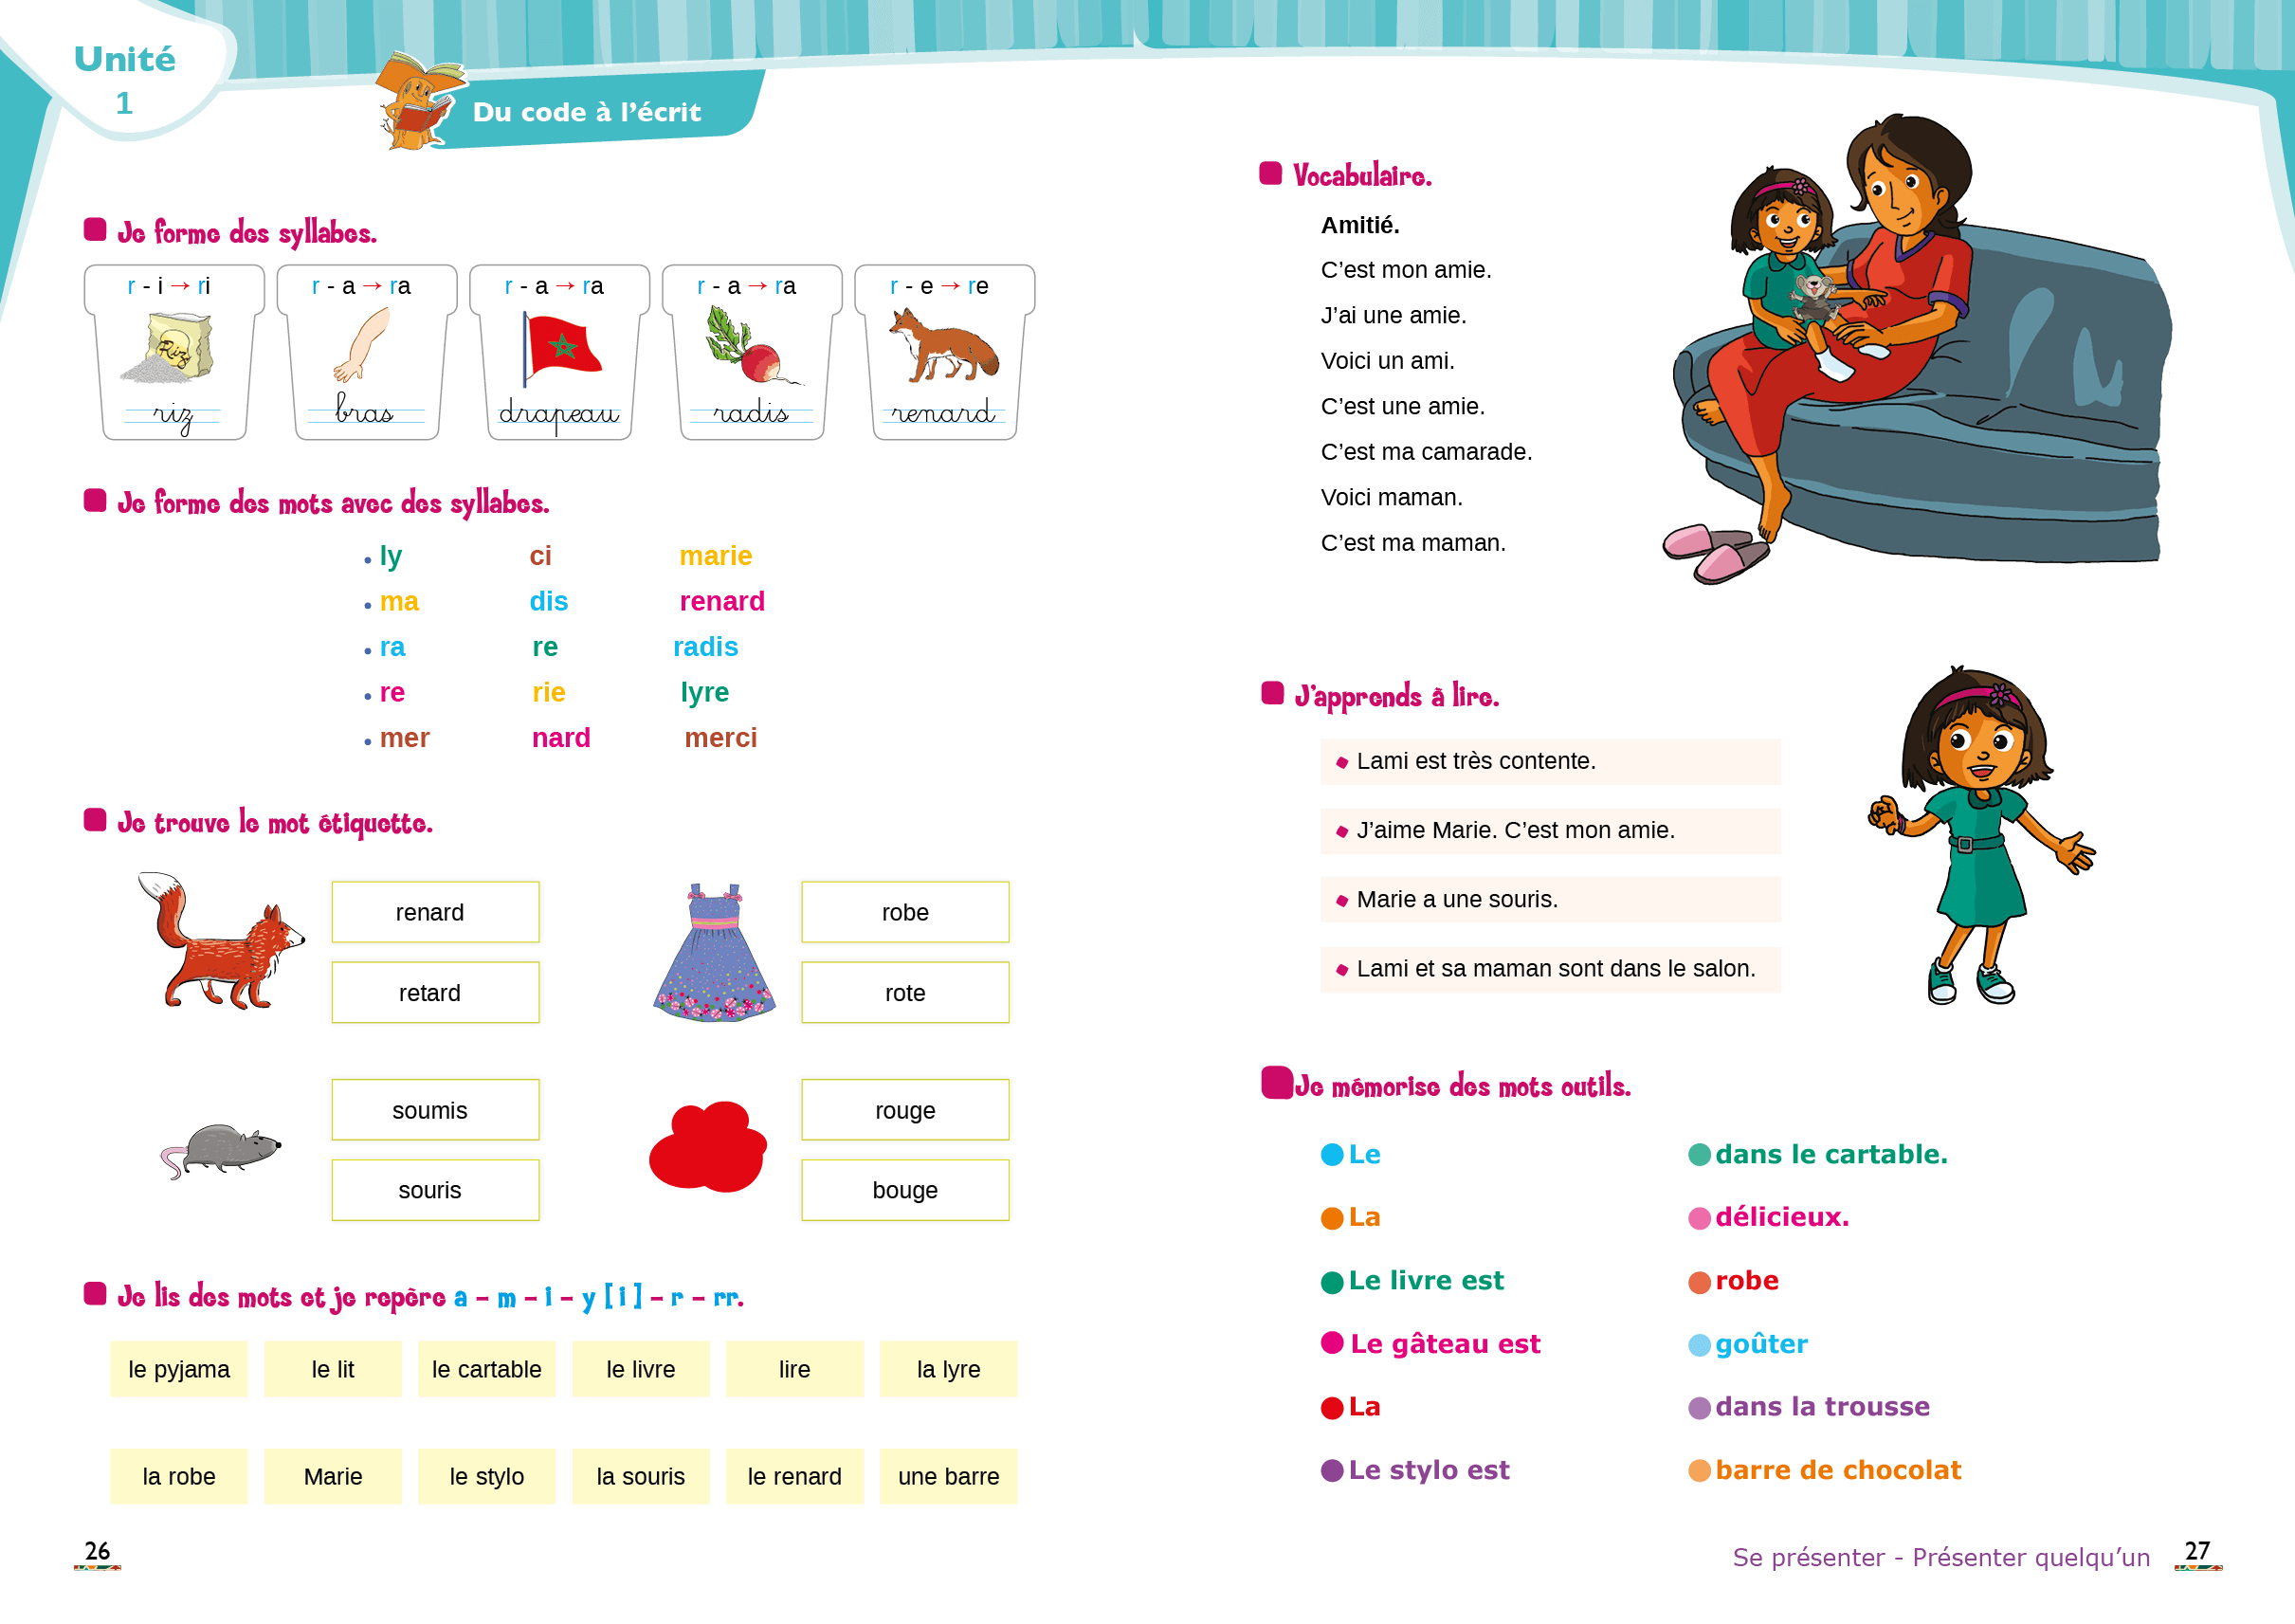 Unité
1
Du code à l'écrit
Je forme des syllabes.
r - i → ri
r - a → ra
r - a → ra
r - a → ra
r - e → re
Riz
riz
bras
drapeau
radis
renard
Je forme des mots avec des syllabes.
• ly ci marie
• ma dis renard
• ra re radis
• re rie lyre
• mer nard merci
Je trouve le mot étiquette.
renard
retard
robe
rote
soumis
souris
rouge
bouge
Je lis des mots et je repère a – m – i – y [ i ] – r – rr.
le pyjama le lit le cartable le livre lire la lyre
la robe Marie le stylo la souris le renard une barre
26
Vocabulaire.
Amitié.
C'est mon amie.
J'ai une amie.
Voici un ami.
C'est une amie.
C'est ma camarade.
Voici maman.
C'est ma maman.
J'apprends à lire.
Lami est très contente.
J'aime Marie. C'est mon amie.
Marie a une souris.
Lami et sa maman sont dans le salon.
Je mémorise des mots outils.
Le dans le cartable.
La délicieux.
Le livre est robe
Le gâteau est goûter
La dans la trousse
Le stylo est barre de chocolat
Se présenter - Présenter quelqu'un 27